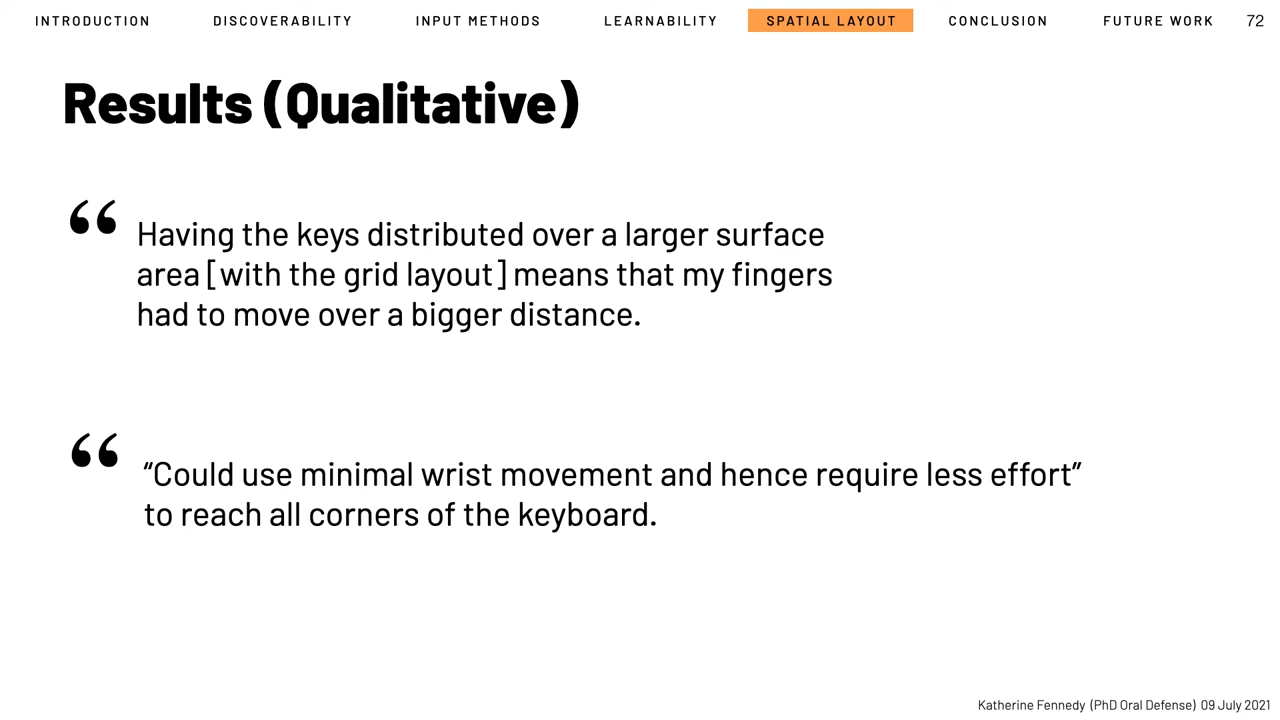 INTRODUCTION DISCOVERABILITY INPUT METHODS LEARNABILITY SPATIAL LAYOUT CONCLUSION FUTURE WORK 72
Results (Qualitative)
“ Having the keys distributed over a larger surface
area [with the grid layout] means that my fingers
had to move over a bigger distance.
“ “Could use minimal wrist movement and hence require less effort”
to reach all corners of the keyboard.
Katherine Fennedy (PhD Oral Defense) 09 July 2021